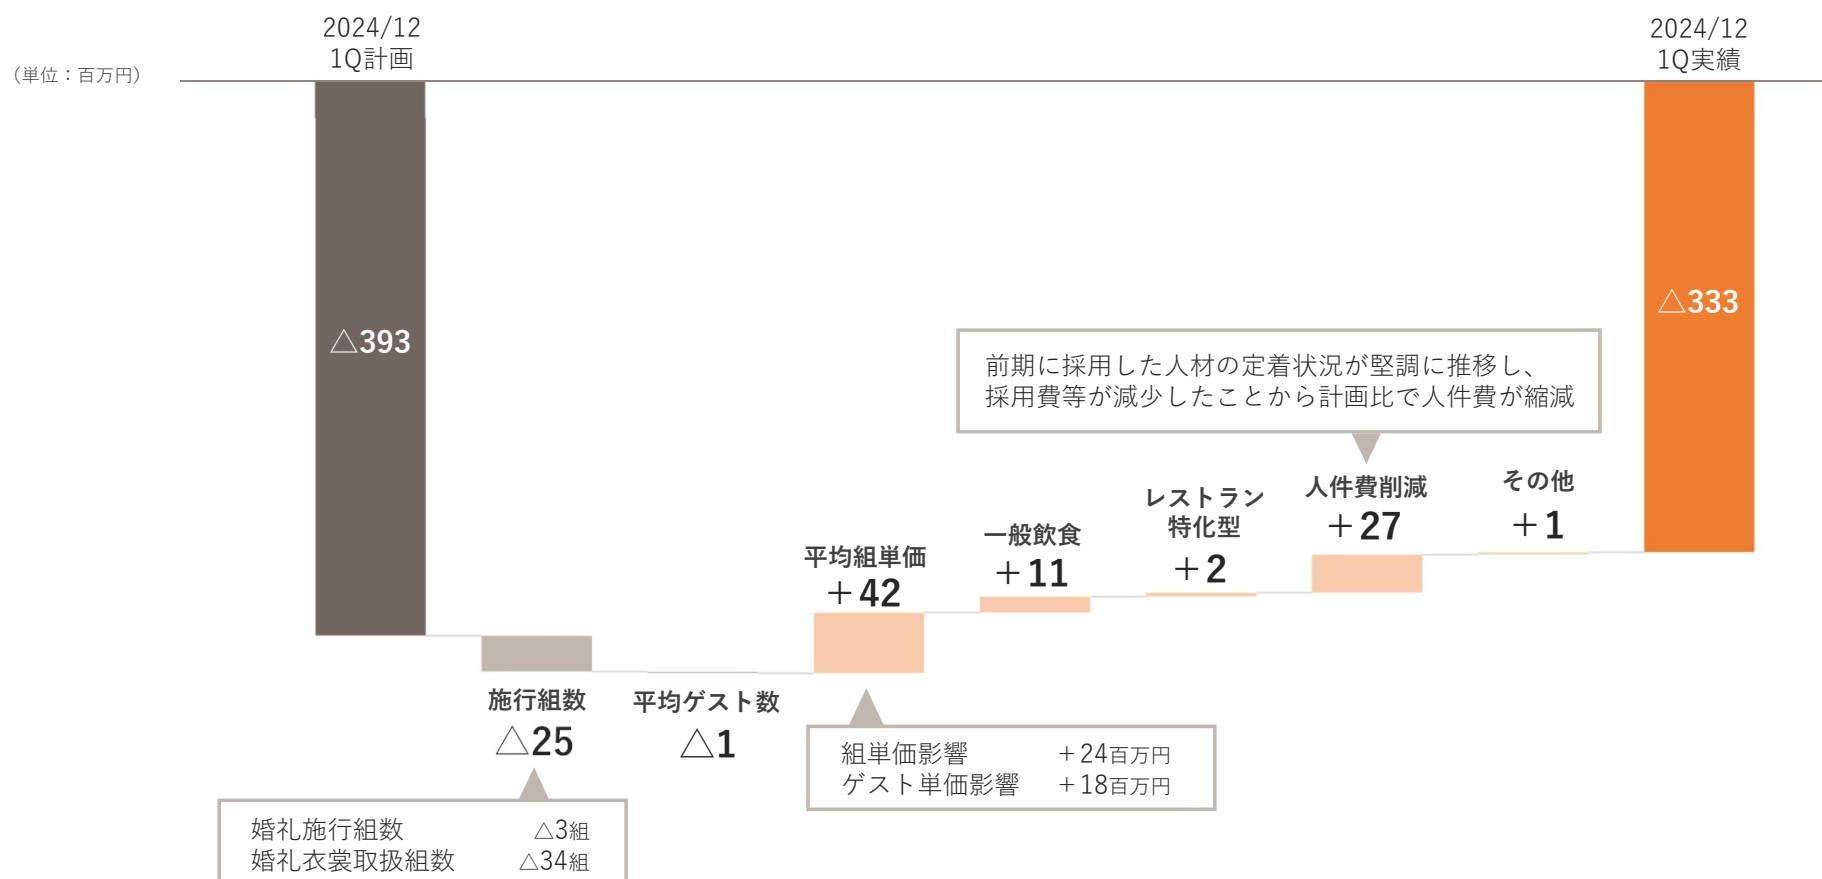 2024/12
1Q計画
2024/12
1Q実績
（単位：百万円）
△393
△333
前期に採用した人材の定着状況が堅調に推移し、
採用費等が減少したことから計画比で人件費が縮減
施行組数
△25
平均ゲスト数
△1
平均組単価
＋42
一般飲食
＋11
レストラン
特化型
＋2
人件費削減
＋27
その他
＋1
組単価影響 ＋24百万円
ゲスト単価影響 ＋18百万円
婚礼施行組数 △3組
婚礼衣裳取扱組数 △34組